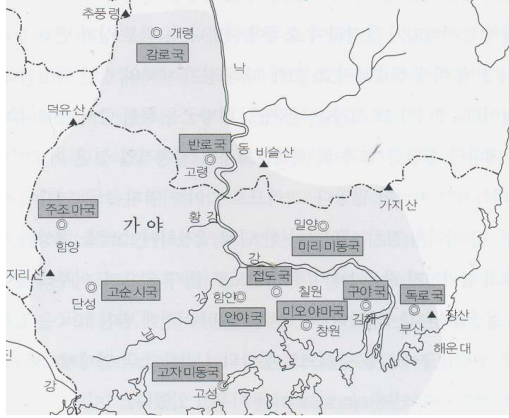 추풍령
개령
감로국
낙
덕유산
반로국
동
비슬산
고령
가지산
주조마국
황강
가야
밀양
함양
미리미동국
강
지리산
접도국
고순시국
칠원
구야국
독로국
단성
강
함안
안야국
미오야마국
김해
장산
창원
부산
해운대
남
진
고자미동국
강
고성